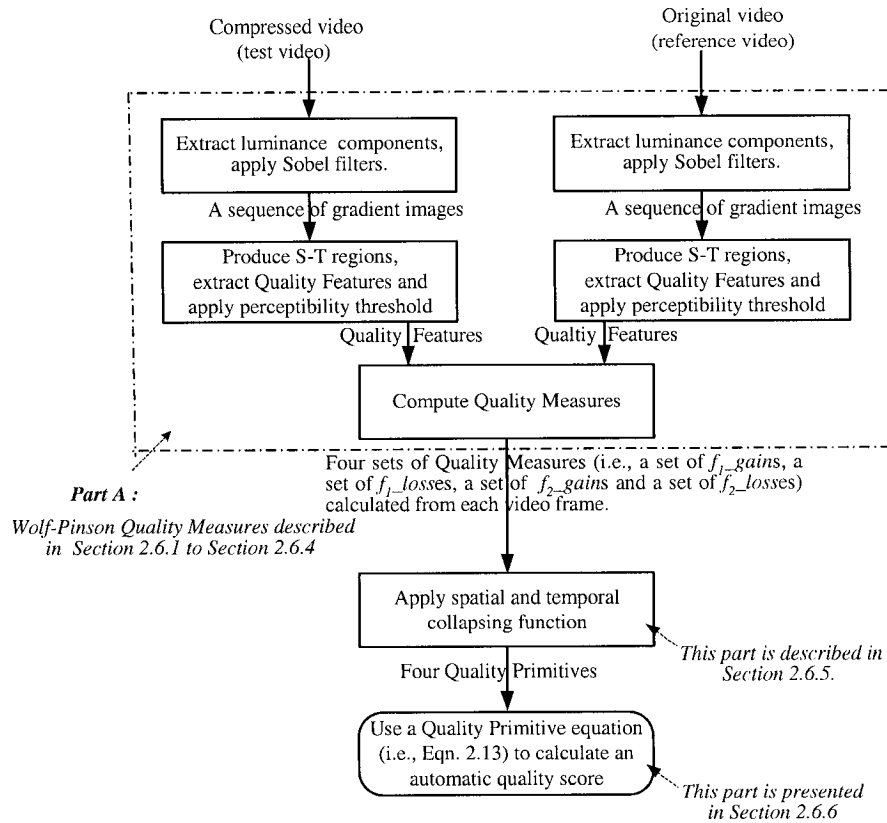 Compressed video
(test video)
Original video
(reference video)
Extract luminance components,
apply Sobel filters.
Extract luminance components,
apply Sobel filters.
A sequence of gradient images
A sequence of gradient images
Produce S-T regions,
extract Quality Features and
apply perceptibility threshold
Produce S-T regions,
extract Quality Features and
apply perceptibility threshold
Quality Features
Qualtiy Features
Compute Quality Measures
Four sets of Quality Measures (i.e., a set of f1_gains, a
set of f1_losses, a set of f2_gains and a set of f2_losses)
calculated from each video frame.
Part A :
Wolf-Pinson Quality Measures described
in Section 2.6.1 to Section 2.6.4
Apply spatial and temporal
collapsing function
This part is described in
Section 2.6.5.
Four Quality Primitives
Use a Quality Primitive equation
(i.e., Eqn. 2.13) to calculate an
automatic quality score
This part is presented
in Section 2.6.6